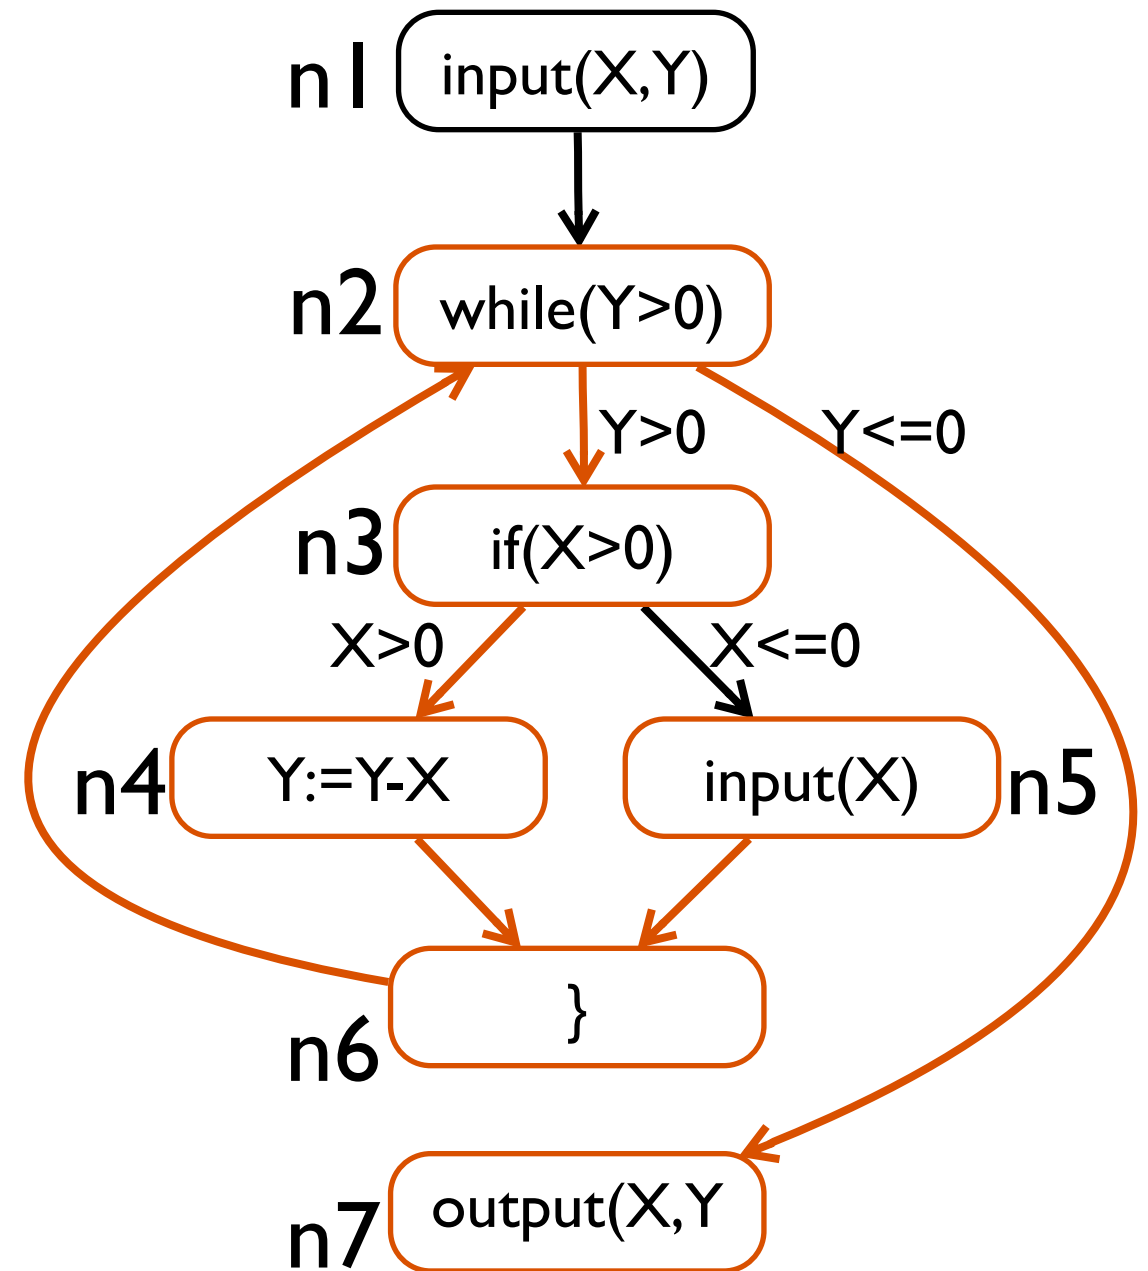 n1
input(X,Y)
n2
while(Y>0)
Y>0
Y<=0
n3
if(X>0)
X>0
X<=0
n4
Y:=Y-X
input(X)
n5
}
n6
output(X,Y
n7